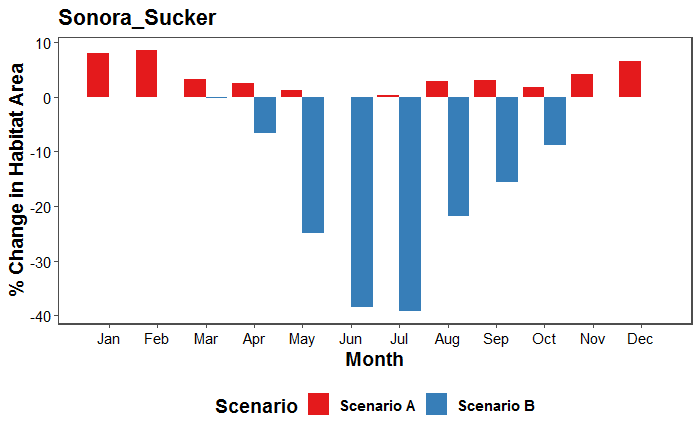 Sonora_Sucker
% Change in Habitat Area
10
0
-10
-20
-30
-40
Jan Feb Mar Apr May Jun Jul Aug Sep Oct Nov Dec
Month
Scenario Scenario A Scenario B